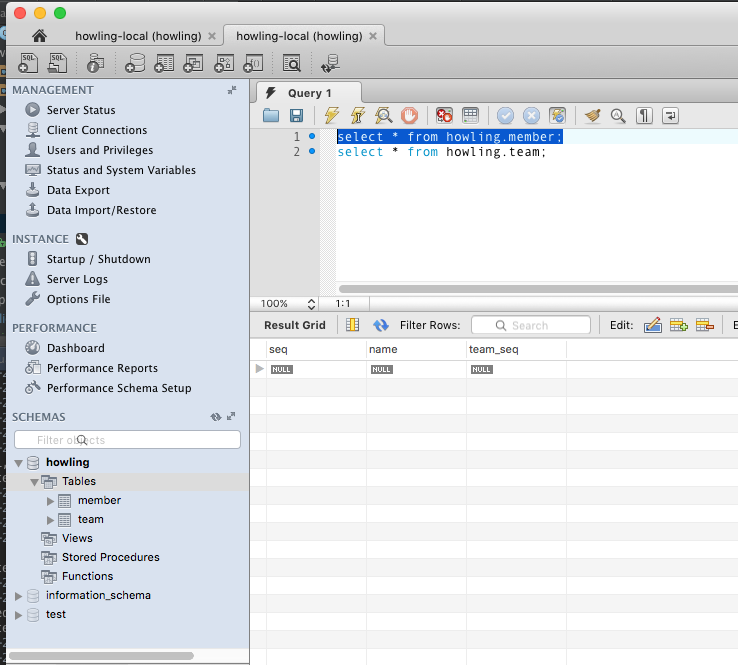 howling-local (howling)
howling-local (howling)
MANAGEMENT
Server Status
Client Connections
Users and Privileges
Status and System Variables
Data Export
Data Import/Restore
INSTANCE
Startup / Shutdown
Server Logs
Options File
PERFORMANCE
Dashboard
Performance Reports
Performance Schema Setup
SCHEMAS
Filter objects
howling
Tables
member
team
Views
Stored Procedures
Functions
information_schema
test
Query 1
1 select * from howling.member;
2 select * from howling.team;
100% 1:1
Result Grid Filter Rows: Search Edit:
seq name team_seq
NULL NULL NULL